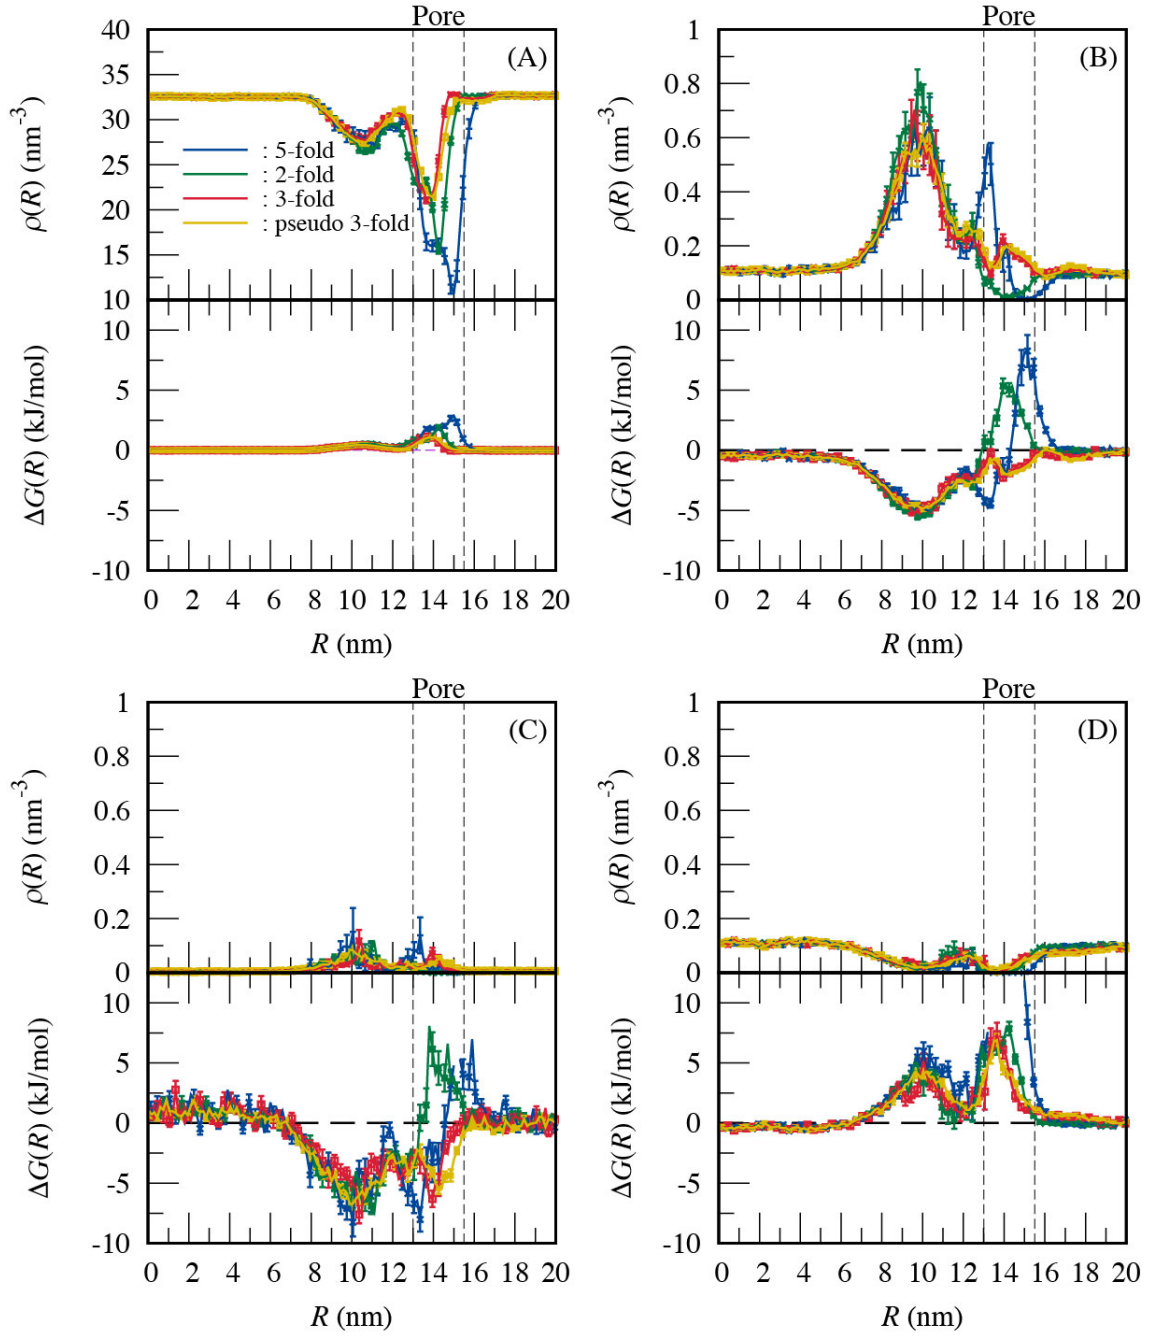 Pore
Pore
40
(A)
35
30
25
20
15
10
ρ(R) (nm⁻³)
: 5-fold
: 2-fold
: 3-fold
: pseudo 3-fold
1
(B)
0.8
0.6
0.4
0.2
0
ρ(R) (nm⁻³)
10
5
0
-5
-10
ΔG(R) (kJ/mol)
0 2 4 6 8 10 12 14 16 18 20
R (nm)
10
5
0
-5
-10
ΔG(R) (kJ/mol)
0 2 4 6 8 10 12 14 16 18 20
R (nm)
Pore
Pore
1
(C)
0.8
0.6
0.4
0.2
0
ρ(R) (nm⁻³)
1
(D)
0.8
0.6
0.4
0.2
0
ρ(R) (nm⁻³)
10
5
0
-5
-10
ΔG(R) (kJ/mol)
0 2 4 6 8 10 12 14 16 18 20
R (nm)
10
5
0
-5
-10
ΔG(R) (kJ/mol)
0 2 4 6 8 10 12 14 16 18 20
R (nm)